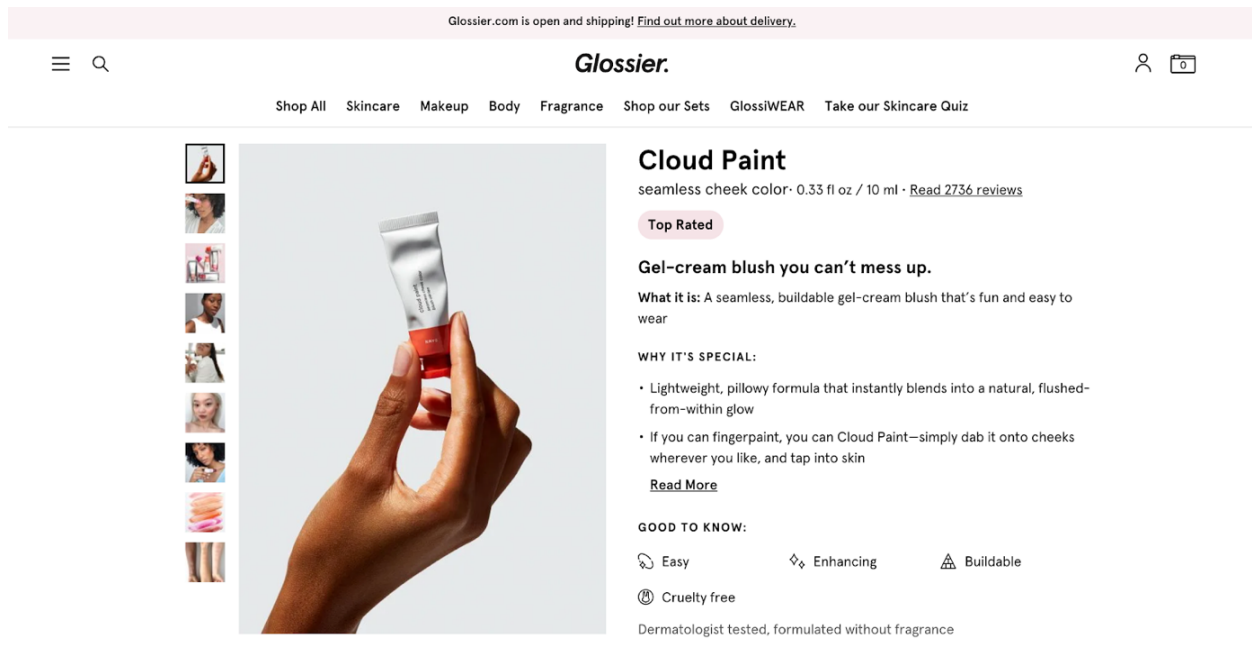 Glossier.com is open and shipping! Find out more about delivery.
Glossier.
0
Shop All Skincare Makeup Body Fragrance Shop our Sets GlossiWEAR Take our Skincare Quiz
Cloud Paint
seamless cheek color· 0.33 fl oz / 10 ml · Read 2736 reviews
Top Rated
Gel-cream blush you can’t mess up.
What it is: A seamless, buildable gel-cream blush that’s fun and easy to
wear
WHY IT'S SPECIAL:
• Lightweight, pillowy formula that instantly blends into a natural, flushed-
from-within glow
• If you can fingerpaint, you can Cloud Paint—simply dab it onto cheeks
wherever you like, and tap into skin
Read More
GOOD TO KNOW:
Easy Enhancing Buildable
Cruelty free
Dermatologist tested, formulated without fragrance
cloud paint